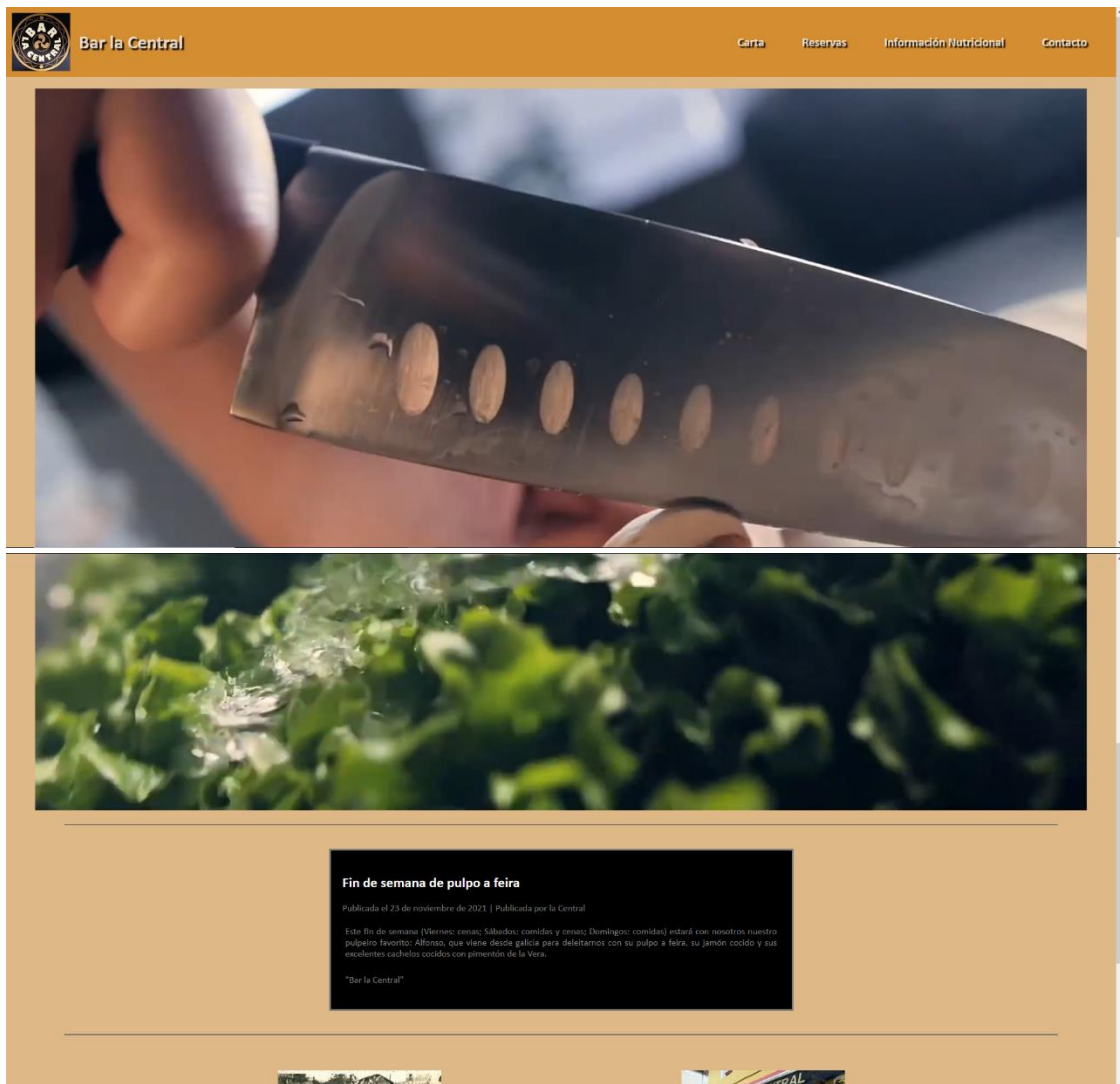 BAR
LA CENTRAL
Bar la Central
Carta
Reservas
Información Nutricional
Contacto
Fin de semana de pulpo a feira
Publicada el 23 de noviembre de 2021 | Publicada por la Central
Este fin de semana (Viernes: cenas; Sábados: comidas y cenas; Domingos: comidas) estará con nosotros nuestro
pulpeiro favorito: Alfonso, que viene desde galicia para deleitarnos con su pulpo a feira, su jamón cocido y sus
excelentes cachelos cocidos con pimentón de la Vera.
"Bar la Central"